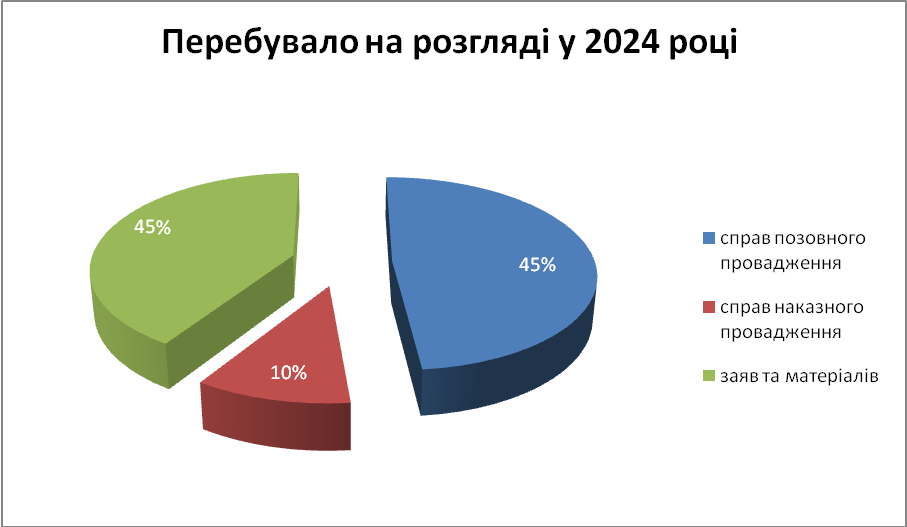 Перебувало на розгляді у 2024 році
45%
45%
10%
справ позовного
провадження
справ наказного
провадження
заяв та матеріалів